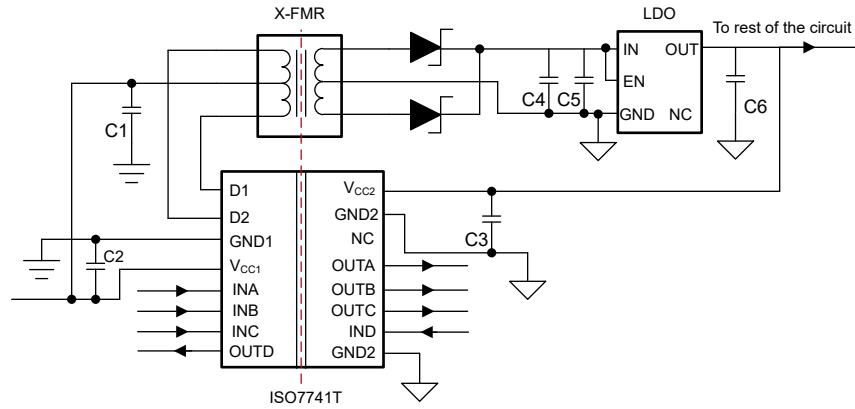 X-FMR
LDO
To rest of the circuit
IN
OUT
EN
GND
NC
C1
C4
C5
C6
D1
D2
GND1
VCC1
INA
INB
INC
OUTD
VCC2
GND2
NC
OUTA
OUTB
OUTC
IND
GND2
C2
C3
ISO7741T